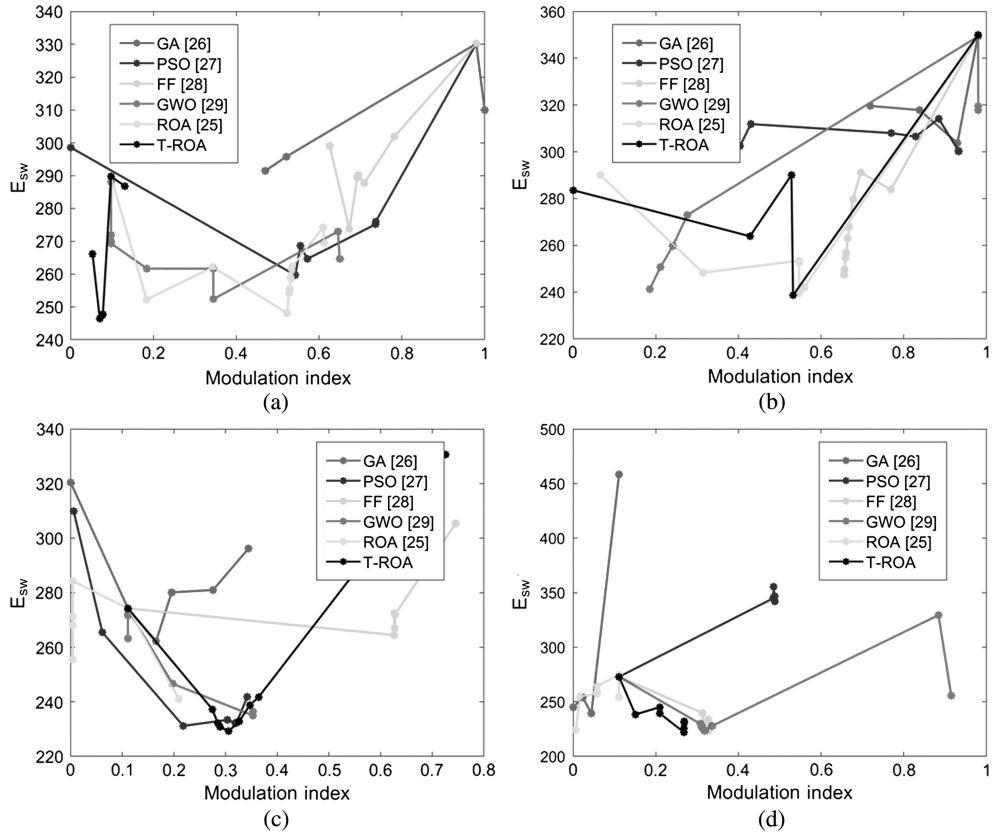 340
330
320
310
300
290
280
270
260
250
240
E_sw
0 0.2 0.4 0.6 0.8 1
Modulation index
GA [26]
PSO [27]
FF [28]
GWO [29]
ROA [25]
T-ROA
(a)
360
340
320
300
280
260
240
220
E_sw
0 0.2 0.4 0.6 0.8 1
Modulation index
GA [26]
PSO [27]
FF [28]
GWO [29]
ROA [25]
T-ROA
(b)
340
320
300
280
260
240
220
E_sw
0 0.1 0.2 0.3 0.4 0.5 0.6 0.7 0.8
Modulation index
GA [26]
PSO [27]
FF [28]
GWO [29]
ROA [25]
T-ROA
(c)
500
450
400
350
300
250
200
E_sw
0 0.2 0.4 0.6 0.8 1
Modulation index
GA [26]
PSO [27]
FF [28]
GWO [29]
ROA [25]
T-ROA
(d)